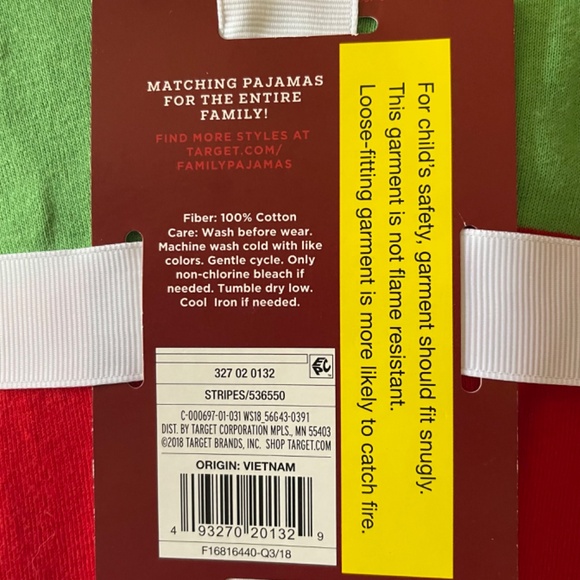 MATCHING PAJAMAS
FOR THE ENTIRE
FAMILY!
FIND MORE STYLES AT
TARGET.COM/
FAMILYPAJAMAS
Fiber: 100% Cotton
Care: Wash before wear.
Machine wash cold with like
colors. Gentle cycle. Only
non-chlorine bleach if
needed. Tumble dry low.
Cool Iron if needed.
327 02 0132
EPC
STRIPES/536550
C-000697-01-031 WS18 56G43-0391
DIST. BY TARGET CORPORATION MPLS., MN 55403
©2018 TARGET BRANDS, INC. SHOP TARGET.COM
ORIGIN: VIETNAM
4 93270 20132 9
F16816440-Q3/18
For child's safety, garment should fit snugly.
This garment is not flame resistant.
Loose-fitting garment is more likely to catch fire.